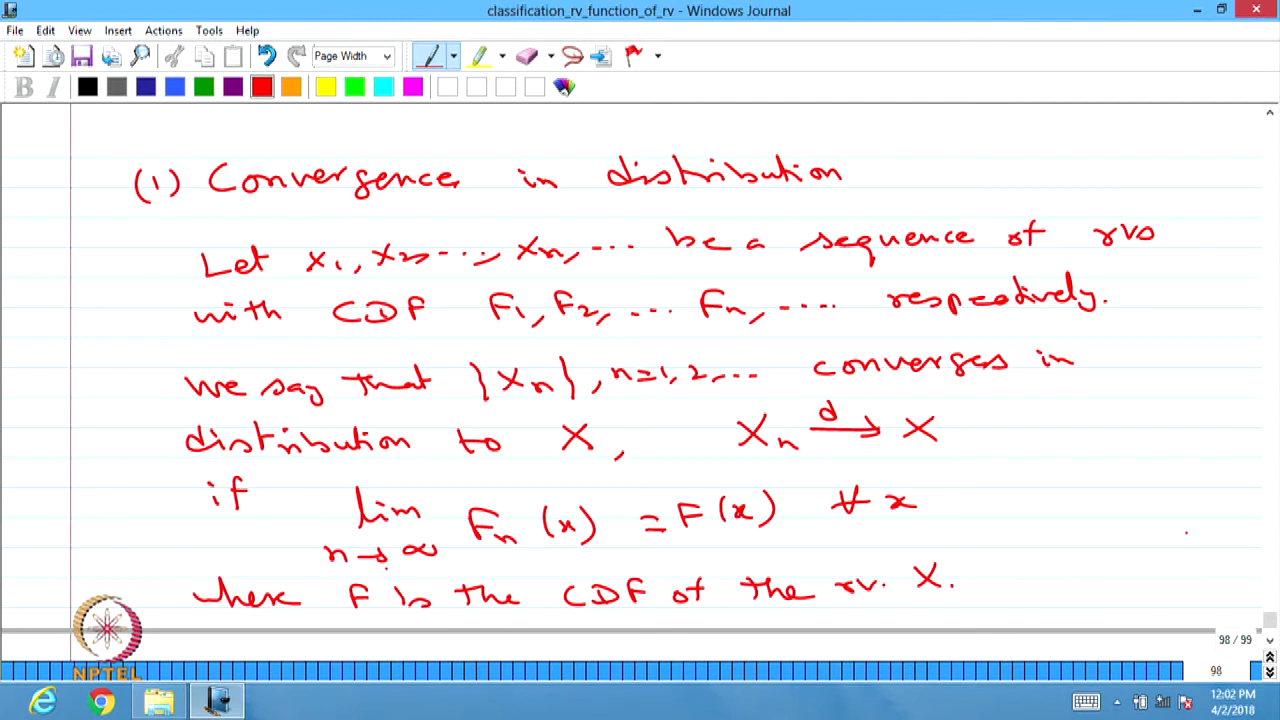 classification_rv_function_of_rv - Windows Journal
File Edit View Insert Actions Tools Help
Page Width
B I
(1) Convergence in distribution
Let X1, X2, ..., Xn, ... be a sequence of rvs
with CDF F1, F2, ... Fn, .... respectively.
We say that {Xn}, n=1,2,... converges in
distribution to X, Xn d→ X
if lim n→∞ Fn(x) = F(x) ∀ x
where F is the CDF of the rv. X.
98 / 99
NPTEL
98
12:02 PM
4/2/2018